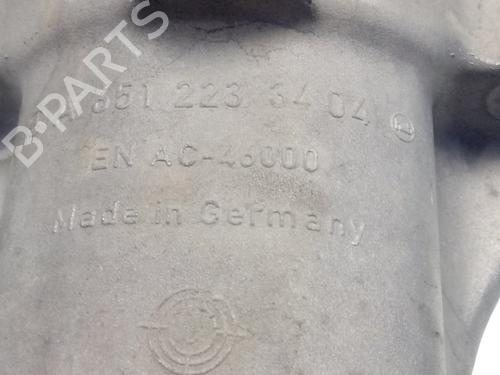 B-PARTS
A 651 223 34 04
EN AC-46000
Made in Germany